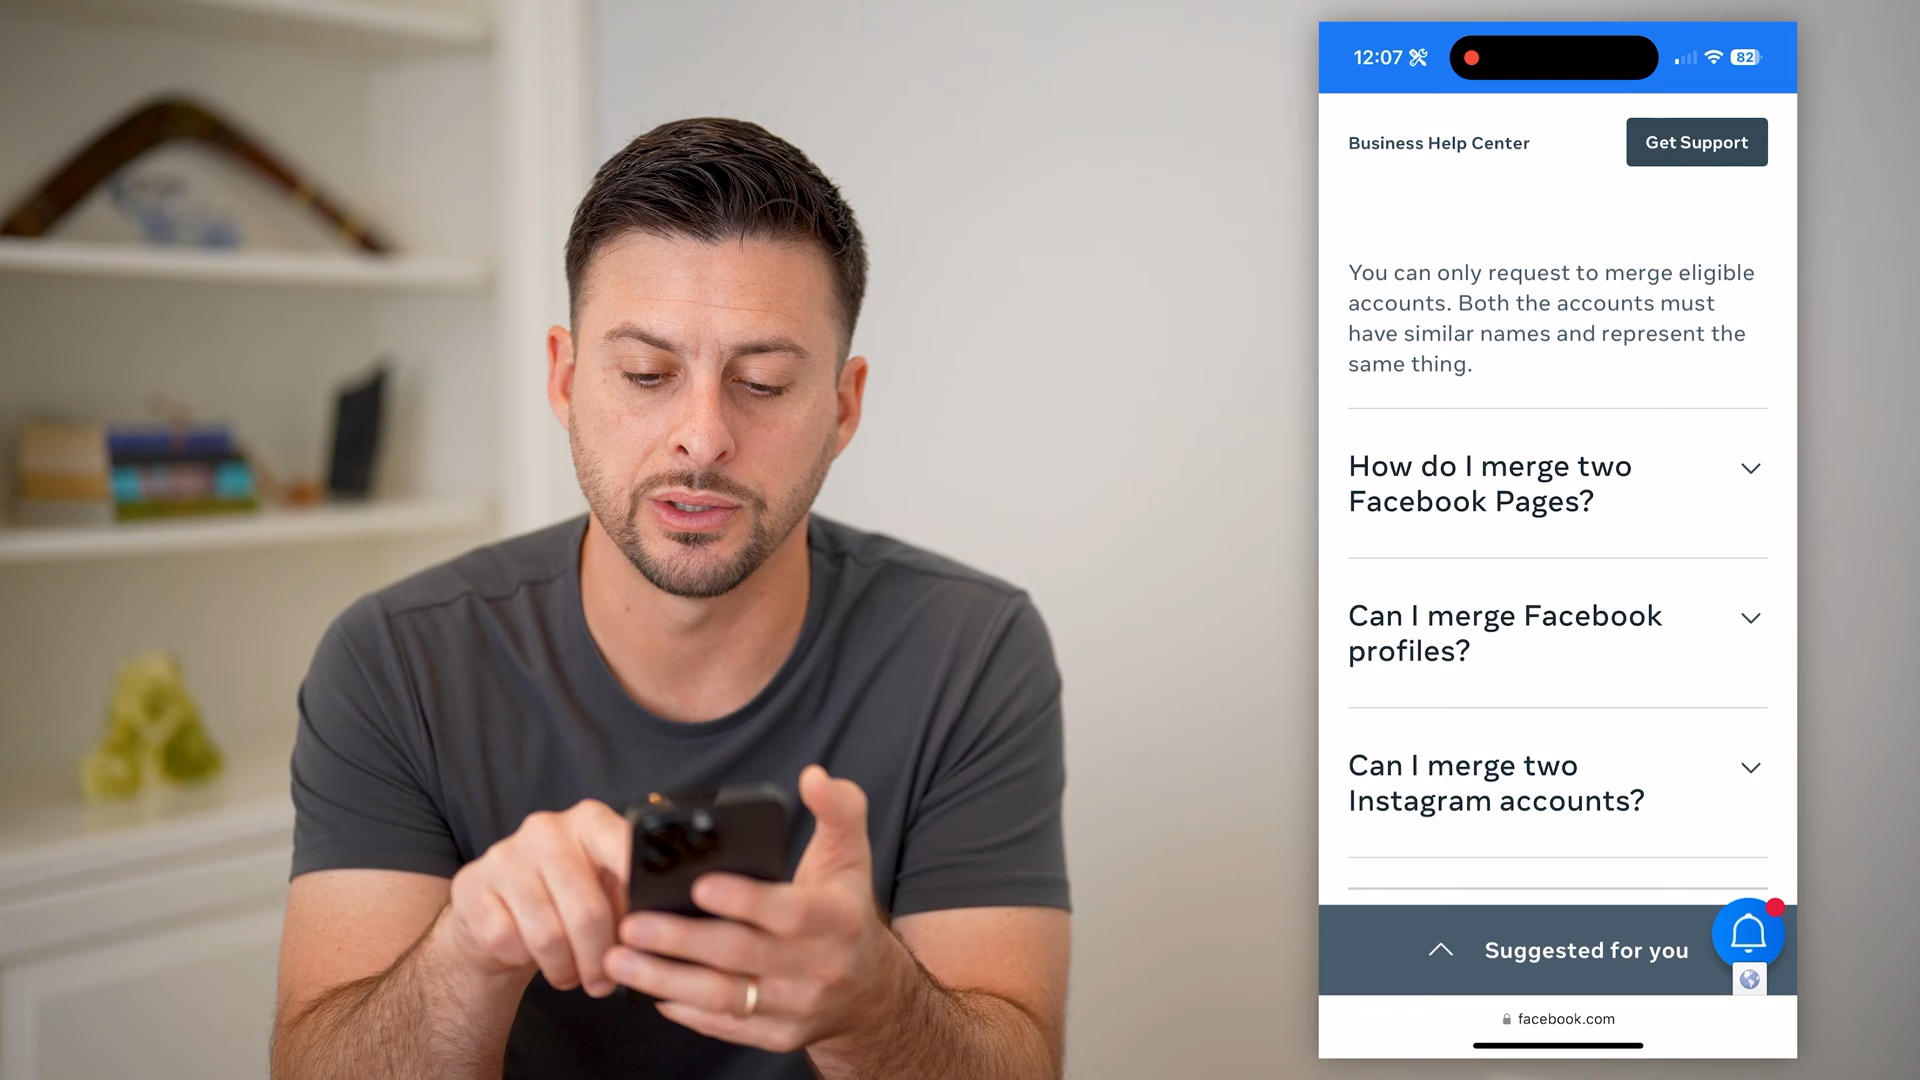 12:07
82
Business Help Center
Get Support
You can only request to merge eligible
accounts. Both the accounts must
have similar names and represent the
same thing.
How do I merge two
Facebook Pages?
Can I merge Facebook
profiles?
Can I merge two
Instagram accounts?
Suggested for you
facebook.com